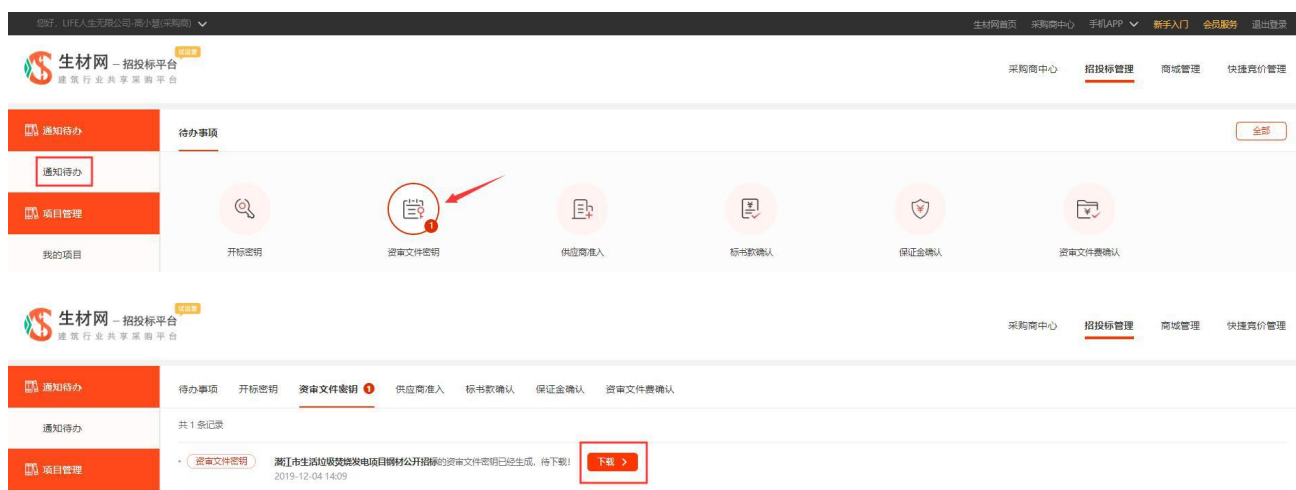 您好，LIFE人生无限公司-高小慧(采购商)
生材网首页 采购商中心 手机APP 新手入门 会员服务 退出登录
生材网 – 招投标平台 试运营
建筑行业共享采购平台
采购商中心 招投标管理 商城管理 快捷竞价管理
通知待办
待办事项
全部
通知待办
项目管理
我的项目
1
开标密钥 资审文件密钥 供应商准入 标书款确认 保证金确认 资审文件费确认
生材网 – 招投标平台 试运营
建筑行业共享采购平台
采购商中心 招投标管理 商城管理 快捷竞价管理
通知待办
待办事项 开标密钥 资审文件密钥 1 供应商准入 标书款确认 保证金确认 资审文件费确认
通知待办
共 1 条记录
项目管理
· 资审文件密钥 市生活垃圾焚烧发电项目钢材公开招标的资审文件密钥已经生成，待下载! 下载 >
2019-12-04 14:09